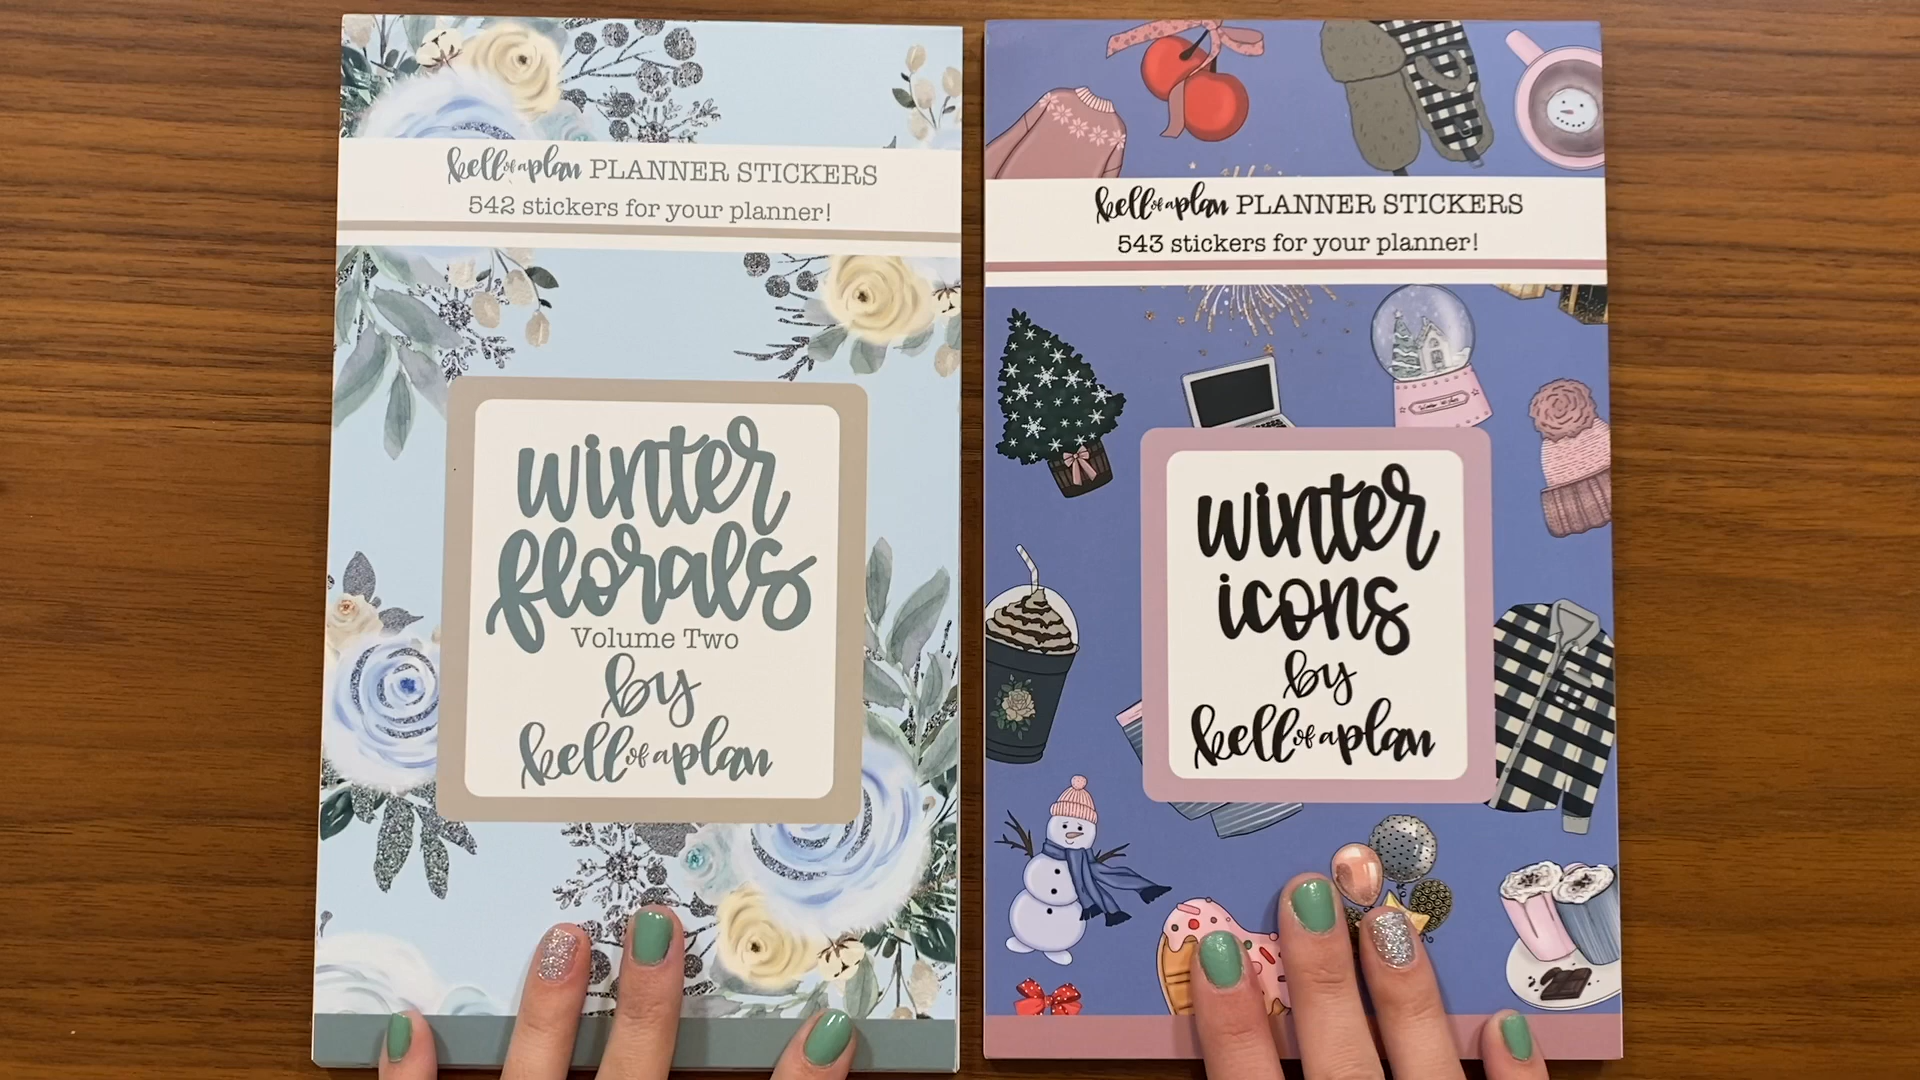 kell of a plan PLANNER STICKERS
542 stickers for your planner!
winter
florals
Volume Two
by
kell of a plan
kell of a plan PLANNER STICKERS
543 stickers for your planner!
winter
icons
by
kell of a plan